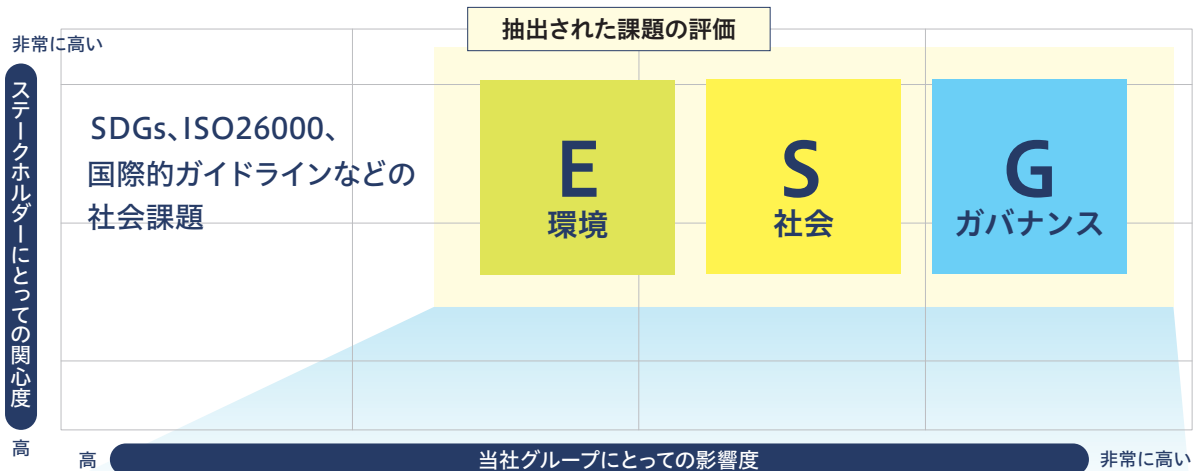 抽出された課題の評価
非常に高い
ステークホルダーにとっての関心度
高
SDGs、ISO26000、
国際的ガイドラインなどの
社会課題
E
環境
S
社会
G
ガバナンス
高
当社グループにとっての影響度
非常に高い